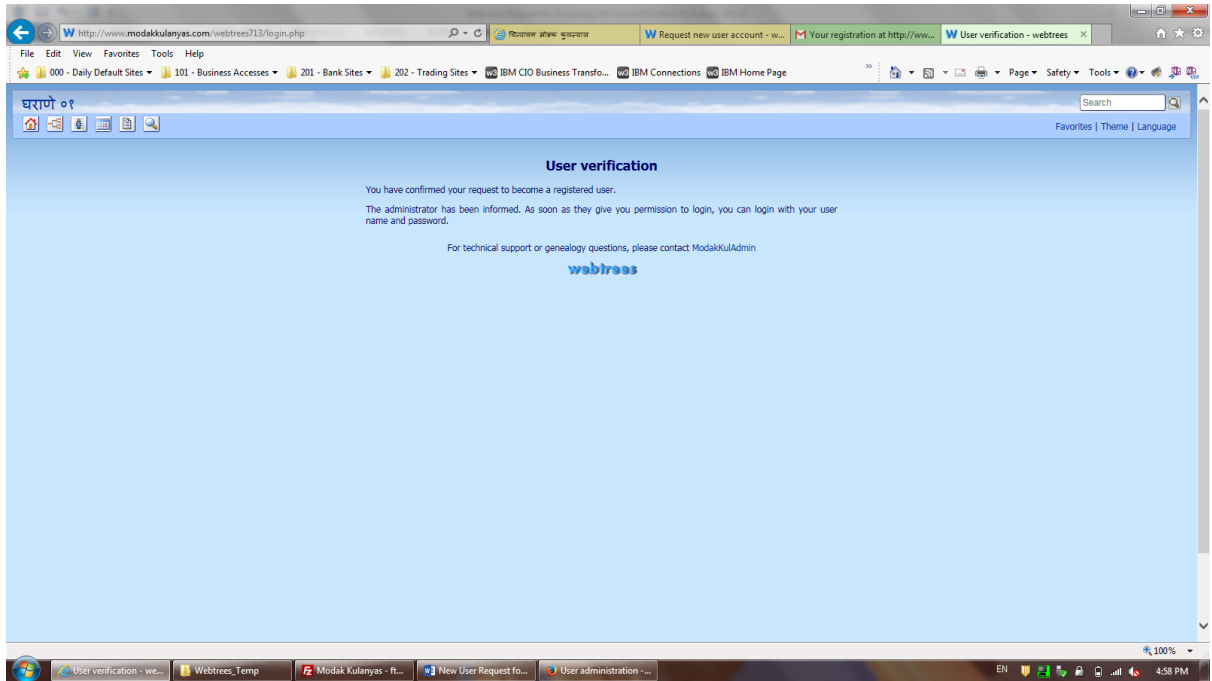 http://www.modakkulanyas.com/webtrees713/login.php
Request new user account - w...
Your registration at http://ww...
User verification - webtrees
File Edit View Favorites Tools Help
000 - Daily Default Sites 101 - Business Accesses 201 - Bank Sites 202 - Trading Sites IBM CIO Business Transfo... IBM Connections IBM Home Page Page Safety Tools
घराणे ०१
Search
Favorites | Theme | Language
User verification
You have confirmed your request to become a registered user.
The administrator has been informed. As soon as they give you permission to login, you can login with your user
name and password.
For technical support or genealogy questions, please contact ModakKulAdmin
webtrees
100%
User verification - we... Webtrees_Temp Modak Kulanyas - ft... New User Request fo... User administration -... EN 4:58 PM